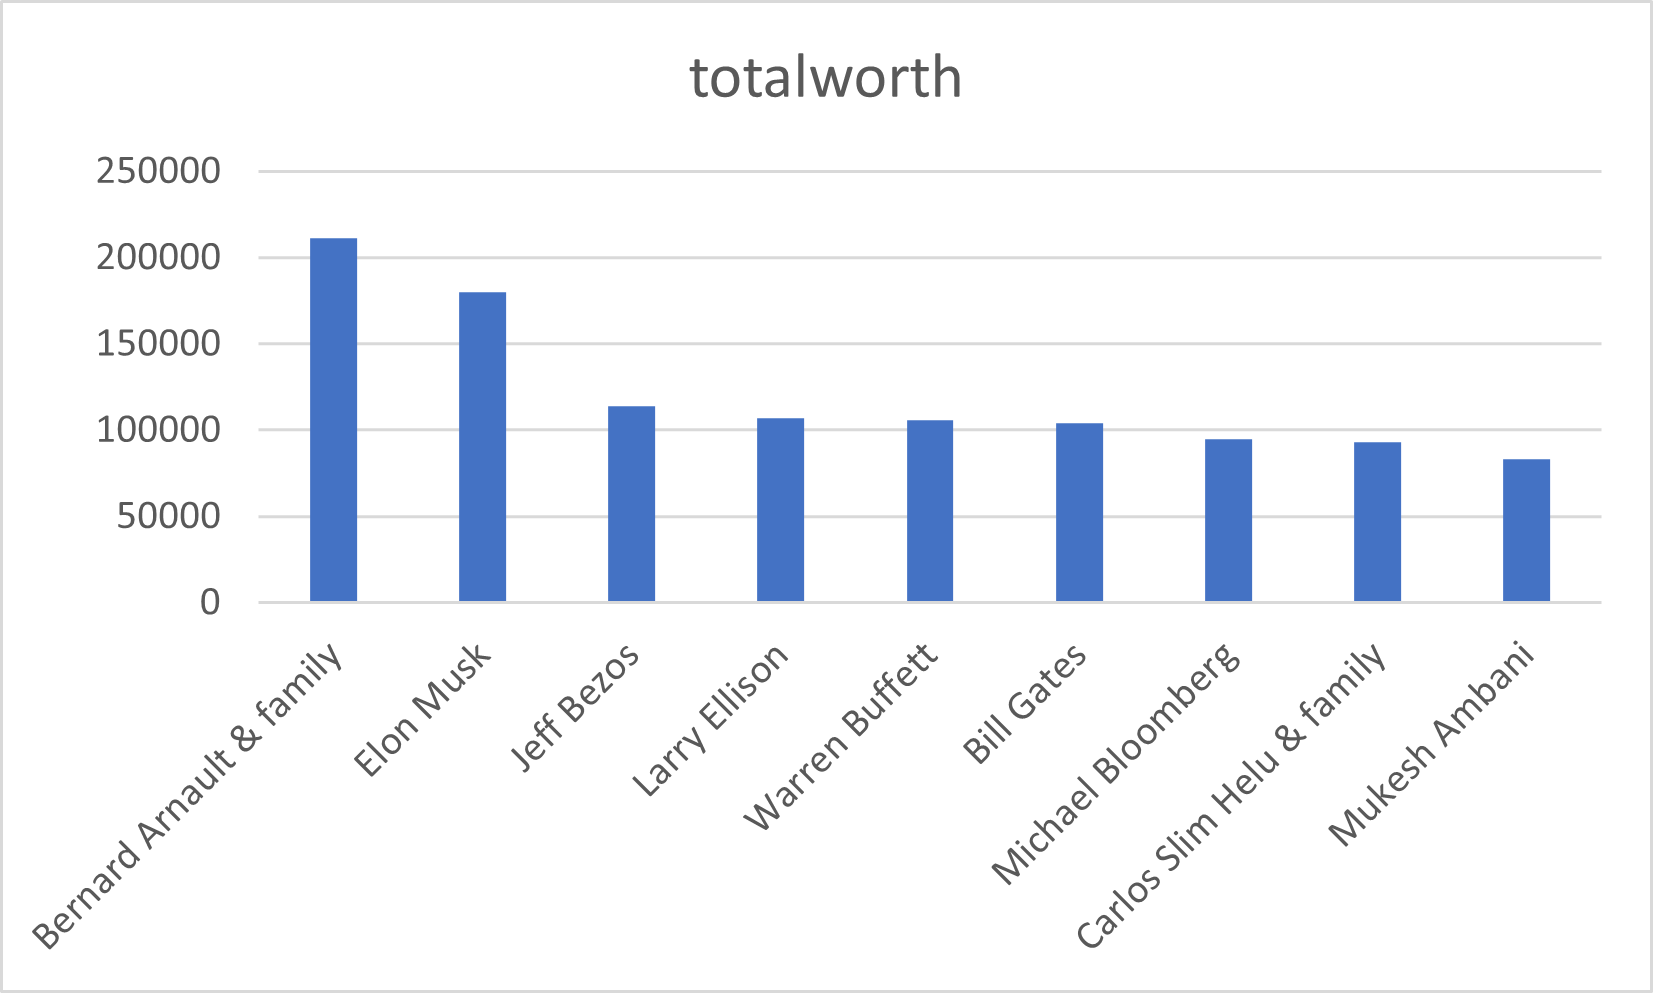 totalworth
250000
200000
150000
100000
50000
0
Bernard Arnault & family
Elon Musk
Jeff Bezos
Larry Ellison
Warren Buffett
Bill Gates
Michael Bloomberg
Carlos Slim Helu & family
Mukesh Ambani